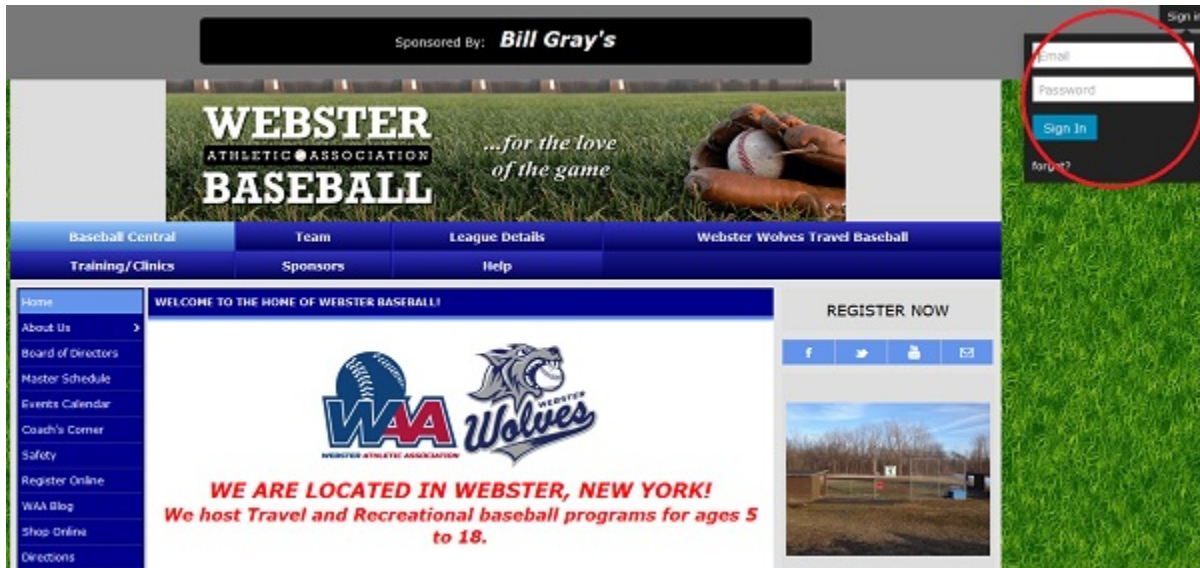 Sponsored By: Bill Gray's
Sign in
Email
Password
Sign In
forgot?
WEBSTER
ATHLETIC ASSOCIATION
BASEBALL
...for the love
of the game
Baseball Central
Team
League Details
Webster Wolves Travel Baseball
Training/Clinics
Sponsors
Help
Home
About Us
Board of Directors
Master Schedule
Events Calendar
Coach's Corner
Safety
Register Online
WAA Blog
Shop Online
Directions
WELCOME TO THE HOME OF WEBSTER BASEBALL!
WAA
WEBSTER ATHLETIC ASSOCIATION
WEBSTER
Wolves
WE ARE LOCATED IN WEBSTER, NEW YORK!
We host Travel and Recreational baseball programs for ages 5
to 18.
REGISTER NOW